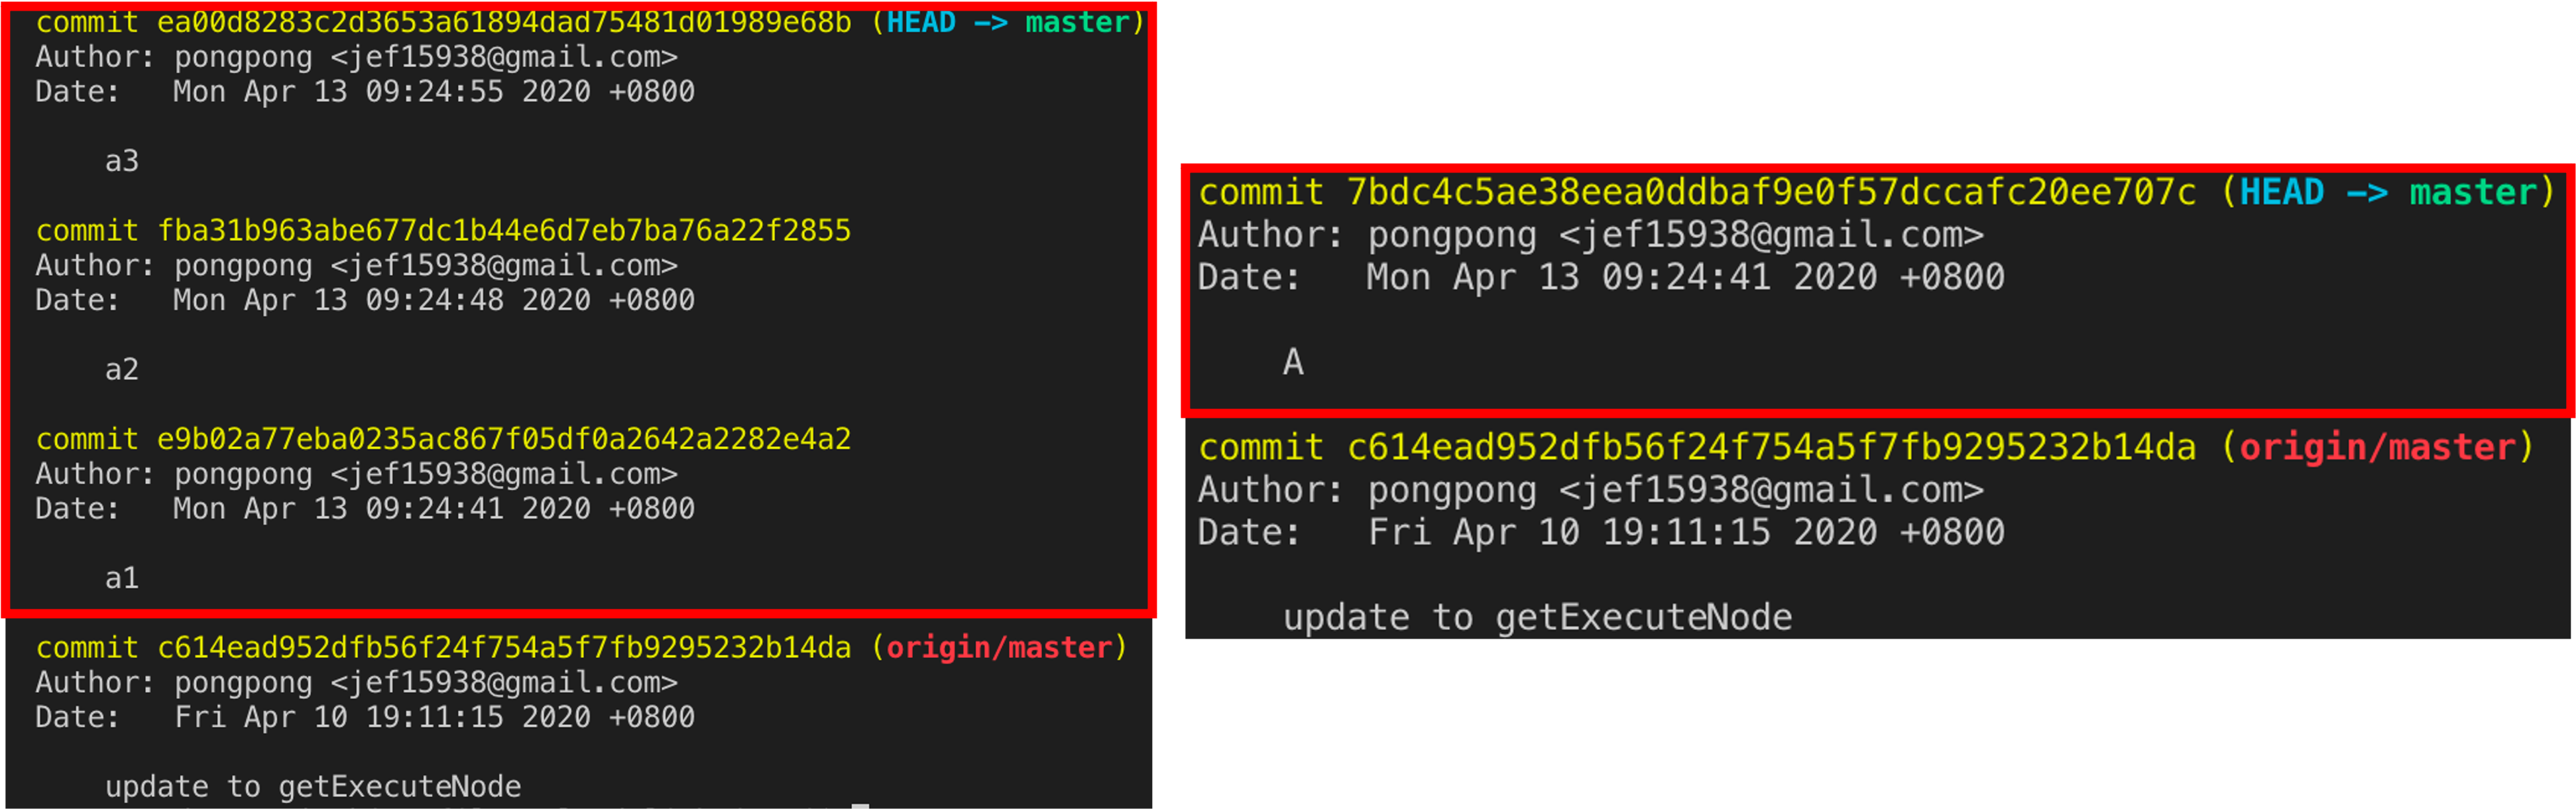 commit ea00d8283c2d3653a61894dad75481d01989e68b (HEAD -> master)
Author: pongpong <jef15938@gmail.com>
Date:   Mon Apr 13 09:24:55 2020 +0800
a3
commit fba31b963abe677dc1b44e6d7eb7ba76a22f2855
Author: pongpong <jef15938@gmail.com>
Date:   Mon Apr 13 09:24:48 2020 +0800
a2
commit e9b02a77eba0235ac867f05df0a2642a2282e4a2
Author: pongpong <jef15938@gmail.com>
Date:   Mon Apr 13 09:24:41 2020 +0800
a1
commit c614ead952dfb56f24f754a5f7fb9295232b14da (origin/master)
Author: pongpong <jef15938@gmail.com>
Date:   Fri Apr 10 19:11:15 2020 +0800
update to getExecuteNode
commit 7bdc4c5ae38eea0ddbaf9e0f57dccafc20ee707c (HEAD -> master)
Author: pongpong <jef15938@gmail.com>
Date:   Mon Apr 13 09:24:41 2020 +0800
A
commit c614ead952dfb56f24f754a5f7fb9295232b14da (origin/master)
Author: pongpong <jef15938@gmail.com>
Date:   Fri Apr 10 19:11:15 2020 +0800
update to getExecuteNode